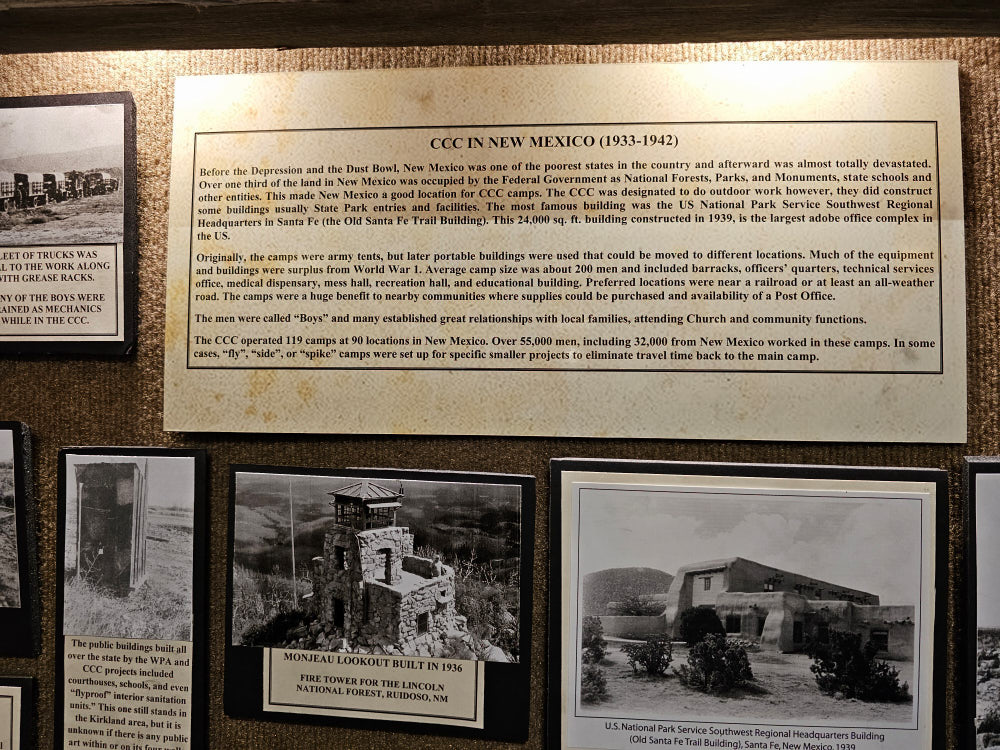 CCC IN NEW MEXICO (1933-1942)
Before the Depression and the Dust Bowl, New Mexico was one of the poorest states in the country and afterward was almost totally devastated.
Over one third of the land in New Mexico was occupied by the Federal Government as National Forests, Parks, and Monuments, state schools and
other entities. This made New Mexico a good location for CCC camps. The CCC was designated to do outdoor work however, they did construct
some buildings usually State Park entries and facilities. The most famous building was the US National Park Service Southwest Regional
Headquarters in Santa Fe (the Old Santa Fe Trail Building). This 24,000 sq. ft. building constructed in 1939, is the largest adobe office complex in
the US.
Originally, the camps were army tents, but later portable buildings were used that could be moved to different locations. Much of the equipment
and buildings were surplus from World War 1. Average camp size was about 200 men and included barracks, officers' quarters, technical services
office, medical dispensary, mess hall, recreation hall, and educational building. Preferred locations were near a railroad or at least an all-weather
road. The camps were a huge benefit to nearby communities where supplies could be purchased and availability of a Post Office.
The men were called “Boys” and many established great relationships with local families, attending Church and community functions.
The CCC operated 119 camps at 90 locations in New Mexico. Over 55,000 men, including 32,000 from New Mexico worked in these camps. In some
cases, “fly”, “side”, or “spike” camps were set up for specific smaller projects to eliminate travel time back to the main camp.
LEET OF TRUCKS WAS
L TO THE WORK ALONG
WITH GREASE RACKS.
NY OF THE BOYS WERE
RAINED AS MECHANICS
WHILE IN THE CCC.
The public buildings built all
over the state by the WPA and
CCC projects included
courthouses, schools, and even
“flyproof” interior sanitation
units.” This one still stands in
the Kirkland area, but it is
unknown if there is any public
art within or on its four
MONJEAU LOOKOUT BUILT IN 1936
FIRE TOWER FOR THE LINCOLN
NATIONAL FOREST, RUIDOSO, NM
U.S. National Park Service Southwest Regional Headquarters Building
(Old Santa Fe Trail Building), Santa Fe, New Mexico, 1939